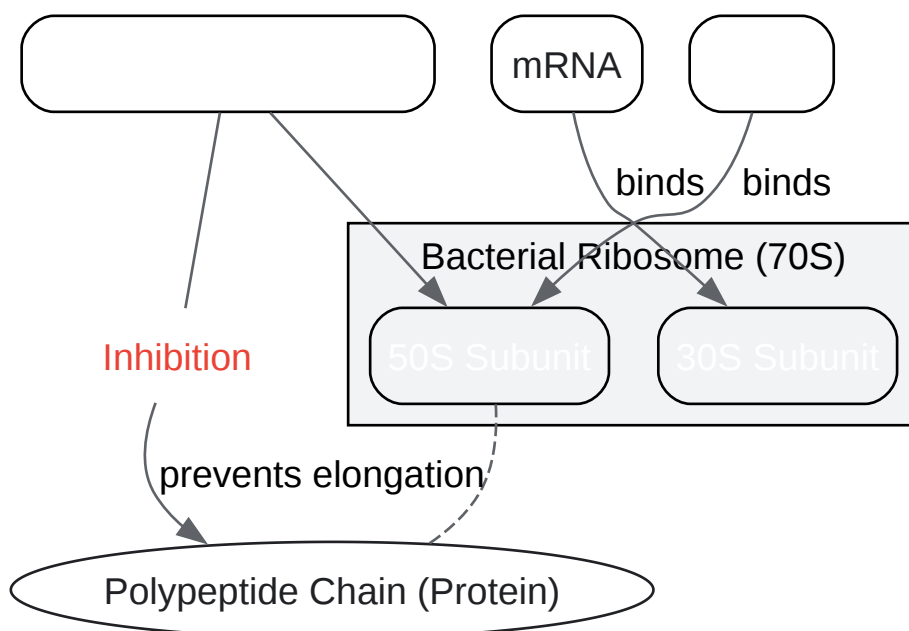 mRNA
binds binds
Bacterial Ribosome (70S)
50S Subunit 30S Subunit
Inhibition
prevents elongation
Polypeptide Chain (Protein)